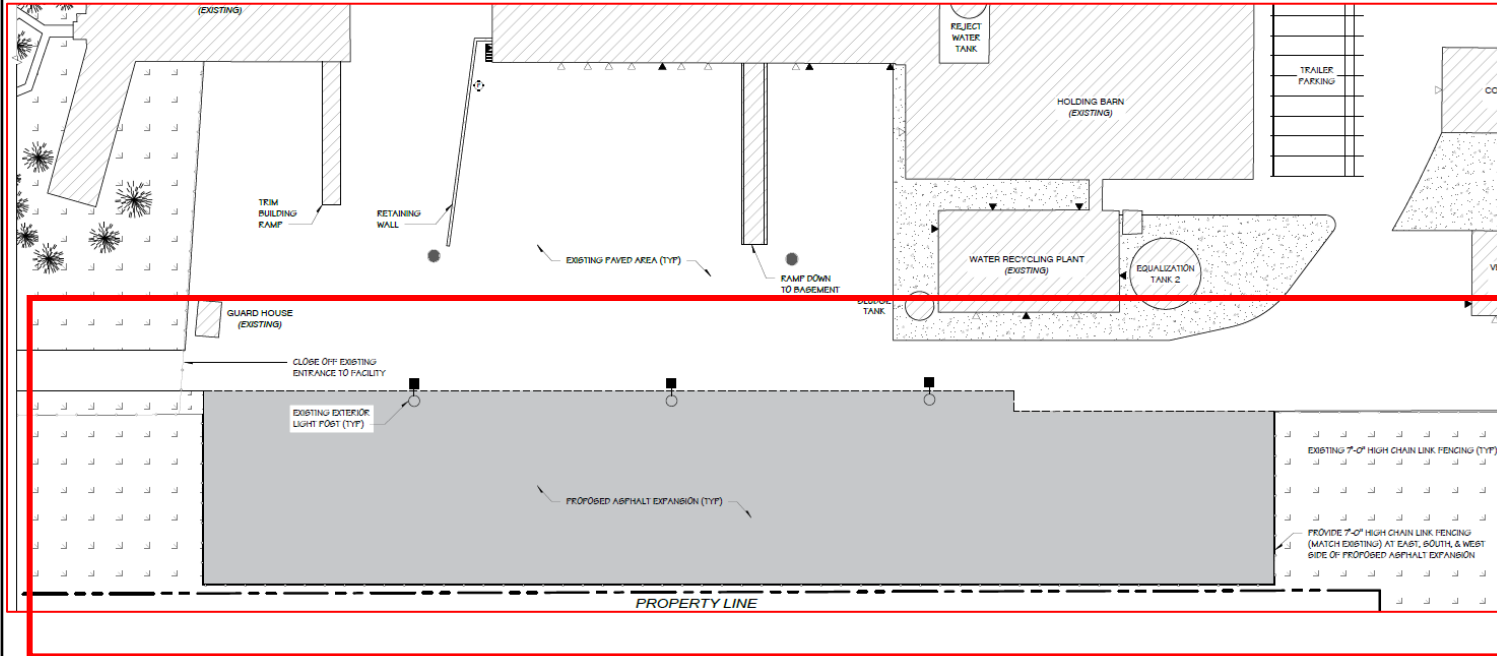 (EXISTING)
REJECT
WATER
TANK
TRAILER
PARKING
HOLDING BARN
(EXISTING)
TRIM
BUILDING
RAMP
RETAINING
WALL
EXISTING PAVED AREA (TYP)
RAMP DOWN
TO BASEMENT
WATER RECYCLING PLANT
(EXISTING)
EQUALIZATION
TANK 2
TANK
GUARD HOUSE
(EXISTING)
CLOSE OFF EXISTING
ENTRANCE TO FACILITY
EXISTING EXTERIOR
LIGHT POST (TYP)
EXISTING 7'-0" HIGH CHAIN LINK FENCING (TYP)
PROPOSED ASPHALT EXPANSION (TYP)
PROVIDE 7'-0" HIGH CHAIN LINK FENCING
(MATCH EXISTING) AT EAST, SOUTH, & WEST
SIDE OF PROPOSED ASPHALT EXPANSION
PROPERTY LINE